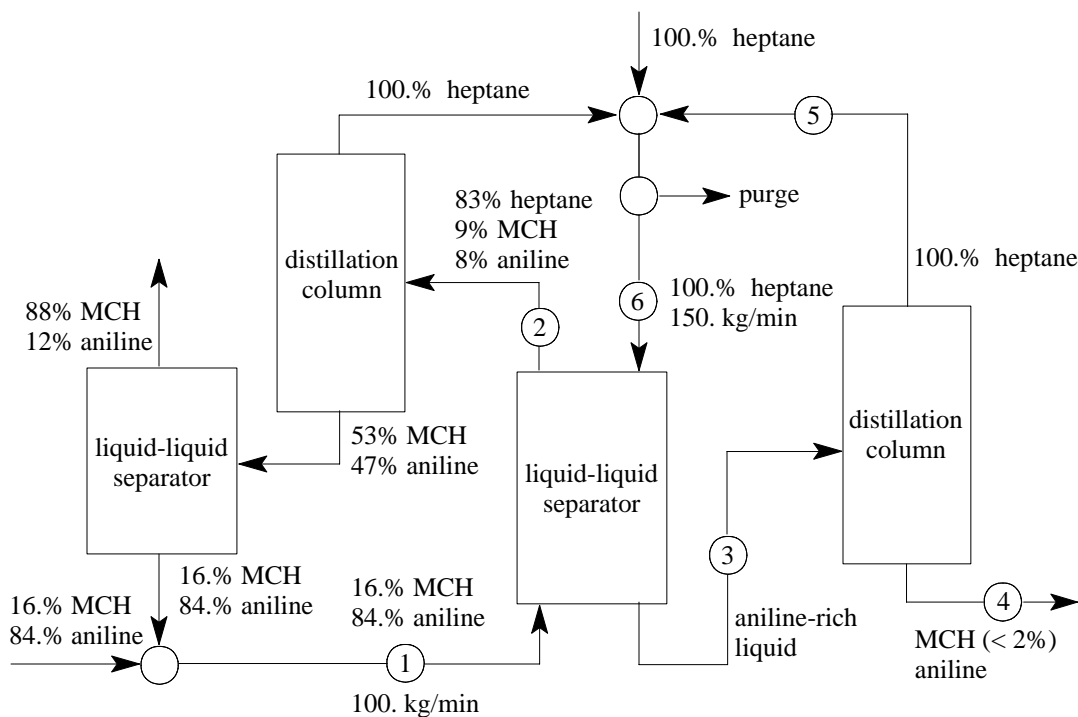 100.% heptane
100.% heptane
5
83% heptane
9% MCH
8% aniline
purge
distillation
column
100.% heptane
88% MCH
12% aniline
2
6
100.% heptane
150. kg/min
distillation
column
53% MCH
47% aniline
liquid-liquid
separator
liquid-liquid
separator
3
16.% MCH
84.% aniline
16.% MCH
84.% aniline
16.% MCH
84.% aniline
aniline-rich
liquid
4
MCH (< 2%)
aniline
1
100. kg/min